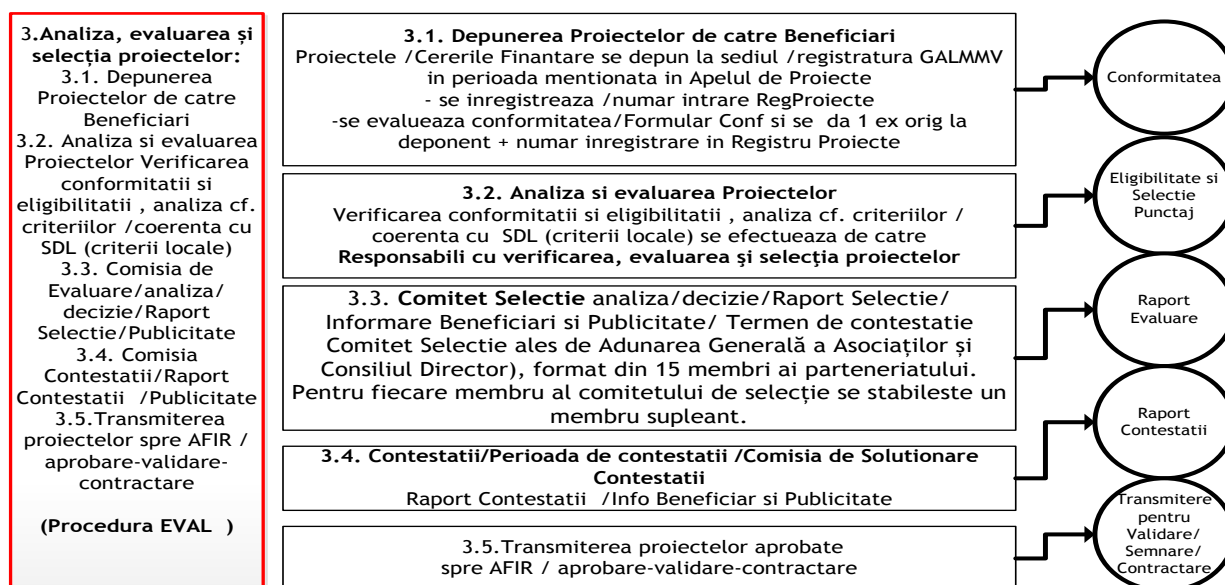 3.Analiza, evaluarea și
selecția proiectelor:
3.1. Depunerea
Proiectelor de catre
Beneficiari
3.2. Analiza si evaluarea
Proiectelor Verificarea
conformitatii si
eligibilitatii , analiza cf.
criteriilor /coerenta cu
SDL (criterii locale)
3.3. Comisia de
Evaluare/analiza/
decizie/Raport
Selectie/Publicitate
3.4. Comisia
Contestatii/Raport
Contestatii /Publicitate
3.5.Transmiterea
proiectelor spre AFIR /
aprobare-validare-
contractare
(Procedura EVAL )
3.1. Depunerea Proiectelor de catre Beneficiari
Proiectele /Cererile Finantare se depun la sediul /registratura GALMMV
in perioada mentionata in Apelul de Proiecte
- se inregistreaza /numar intrare RegProiecte
-se evalueaza conformitatea/Formular Conf si se da 1 ex orig la
deponent + numar inregistrare in Registru Proiecte
Conformitatea
3.2. Analiza si evaluarea Proiectelor
Verificarea conformitatii si eligibilitatii , analiza cf. criteriilor /
coerenta cu SDL (criterii locale) se efectueaza de catre
Responsabili cu verificarea, evaluarea şi selecţia proiectelor
Eligibilitate si
Selectie
Punctaj
3.3. Comitet Selectie analiza/decizie/Raport Selectie/
Informare Beneficiari si Publicitate/ Termen de contestatie
Comitet Selectie ales de Adunarea Generală a Asociaților și
Consiliul Director), format din 15 membri ai parteneriatului.
Pentru fiecare membru al comitetului de selecție se stabileste un
membru supleant.
Raport
Evaluare
3.4. Contestatii/Perioada de contestatii /Comisia de Solutionare
Contestatii
Raport Contestatii /Info Beneficiar si Publicitate
Raport
Contestatii
3.5.Transmiterea proiectelor aprobate
spre AFIR / aprobare-validare-contractare
Transmitere
pentru
Validare/
Semnare/
Contractare